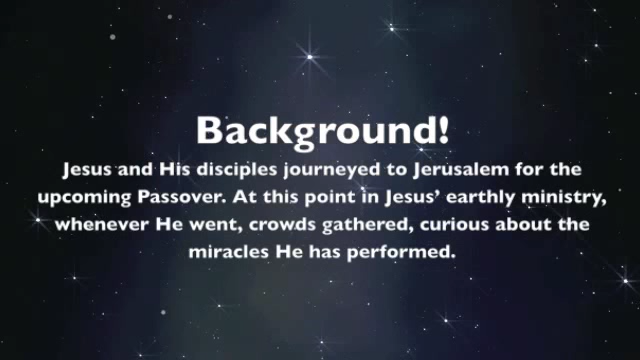 Background!
Jesus and His disciples journeyed to Jerusalem for the
upcoming Passover. At this point in Jesus’ earthly ministry,
whenever He went, crowds gathered, curious about the
miracles He has performed.